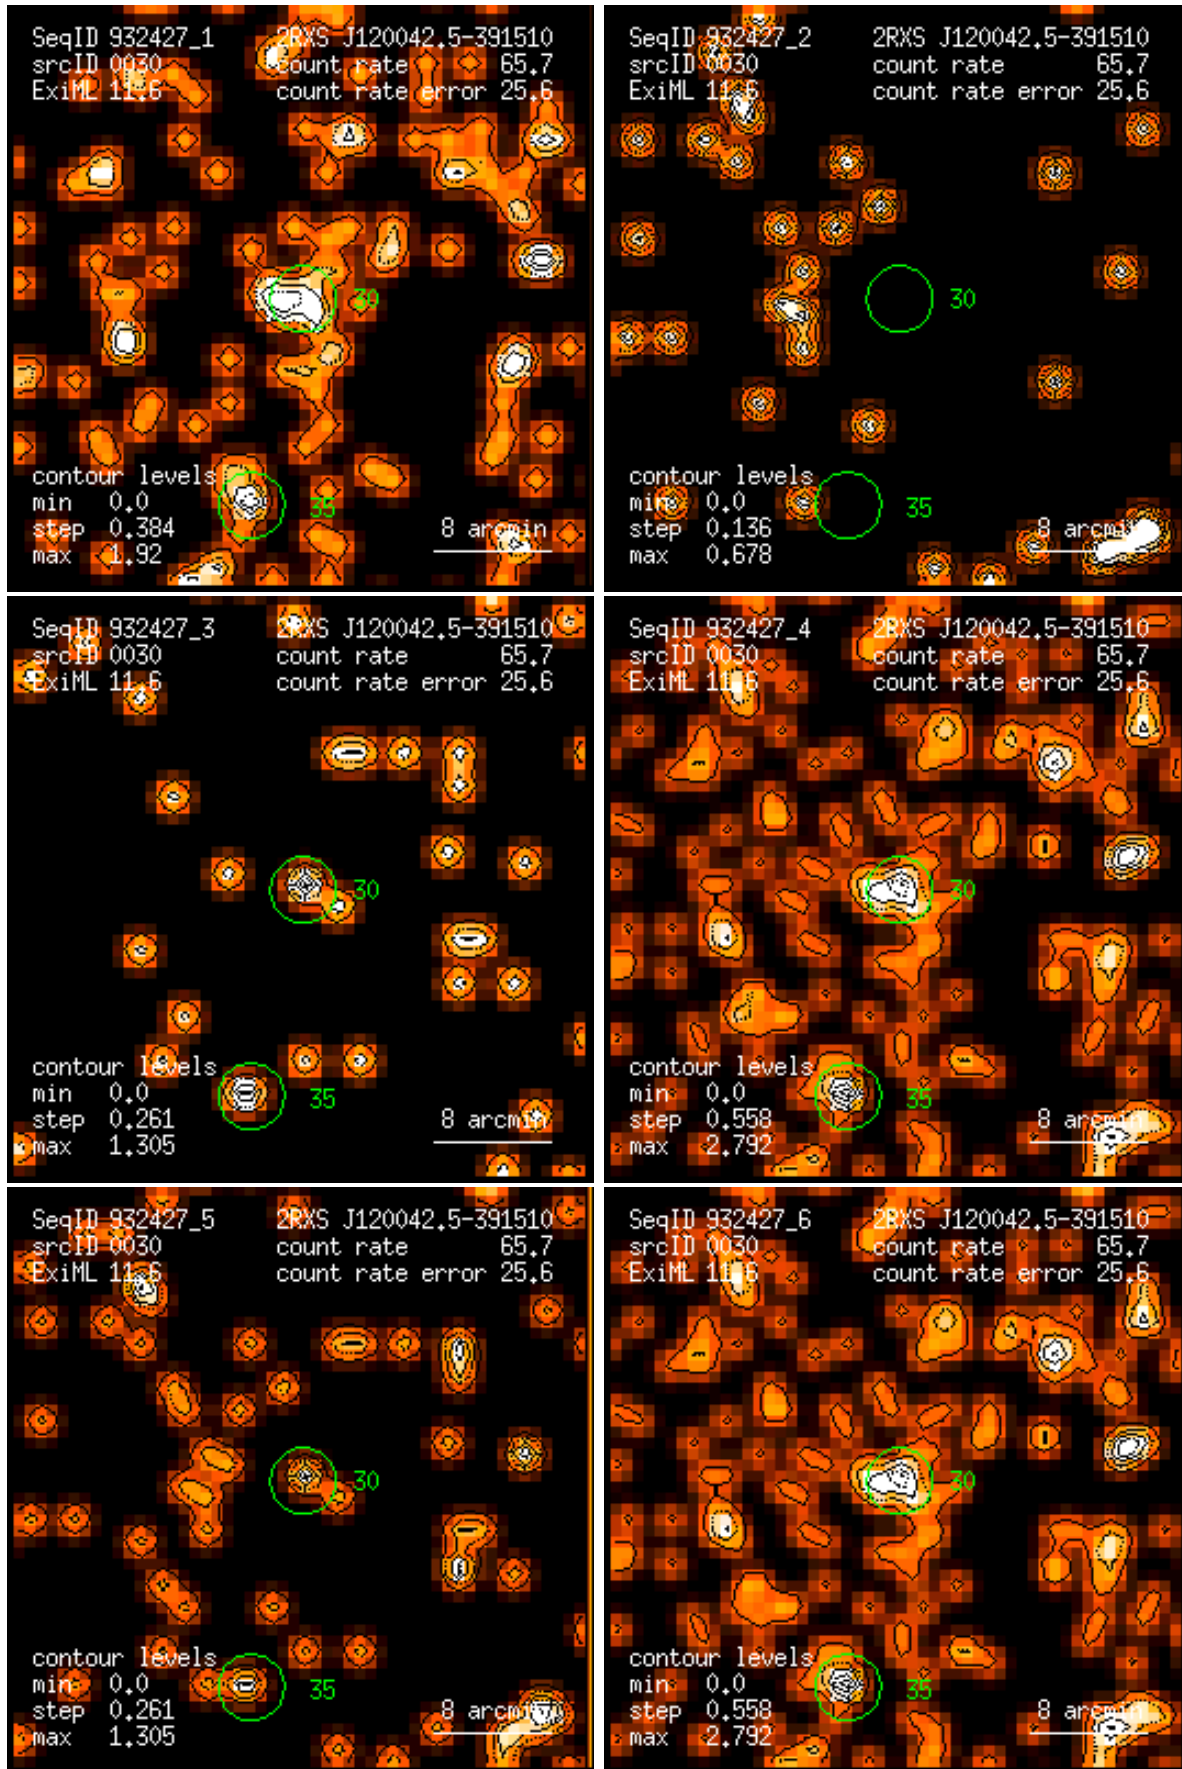 SeqID 932427_1 2RXS J120042.5-391510
srcID 0030 count rate 65.7
ExiML 11.6 count rate error 25.6
30
contour levels
min 0.0
35
step 0.384 8 arcmin
max 1.92
SeqID 932427_2 2RXS J120042.5-391510
srcID 0030 count rate 65.7
ExiML 11.6 count rate error 25.6
30
contour levels
min 0.0
35
step 0.136 8 arcmin
max 0.678
SeqID 932427_3 2RXS J120042.5-391510
srcID 0030 count rate 65.7
ExiML 11.6 count rate error 25.6
30
contour levels
min 0.0
35
step 0.261 8 arcmin
max 1.305
SeqID 932427_4 2RXS J120042.5-391510
srcID 0030 count rate 65.7
ExiML 11.6 count rate error 25.6
30
contour levels
min 0.0
35
step 0.558 8 arcmin
max 2.792
SeqID 932427_5 2RXS J120042.5-391510
srcID 0030 count rate 65.7
ExiML 11.6 count rate error 25.6
30
contour levels
min 0.0
35
step 0.261 8 arcmin
max 1.305
SeqID 932427_6 2RXS J120042.5-391510
srcID 0030 count rate 65.7
ExiML 11.6 count rate error 25.6
30
contour levels
min 0.0
35
step 0.558 8 arcmin
max 2.792